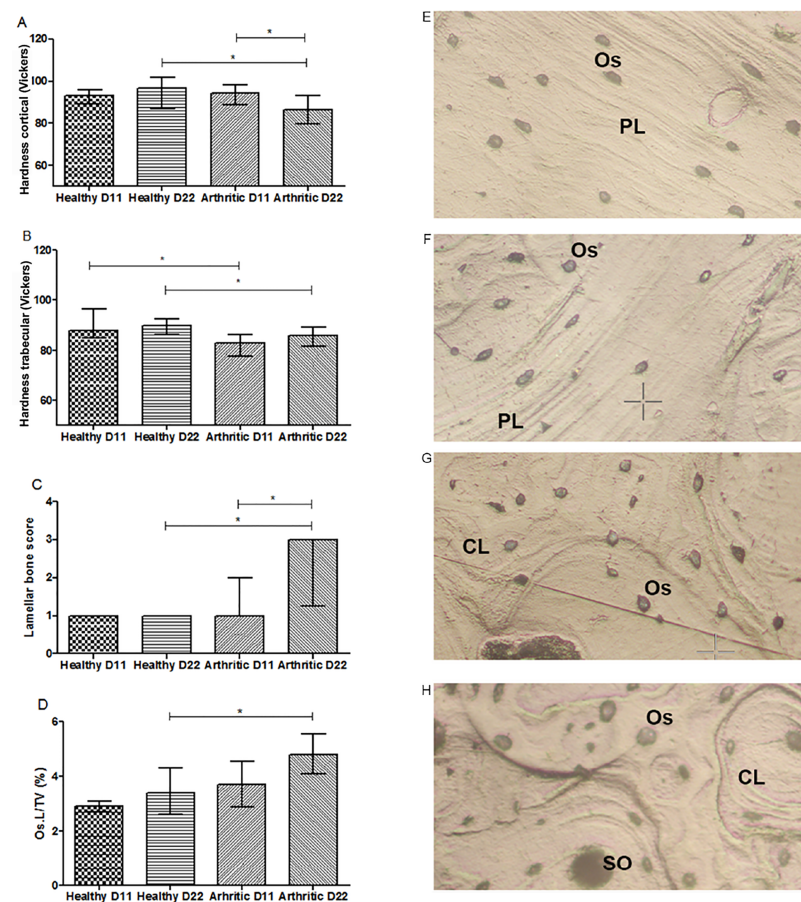 A
Hardness cortical (Vickers)
120
100
80
60
*
*
Healthy D11 Healthy D22 Arthritic D11 Arthritic D22
B
Hardness trabecular (Vickers)
120
100
80
60
*
*
Healthy D11 Healthy D22 Arthritic D11 Arthritic D22
C
Lamellar bone score
4
3
2
1
0
*
*
Healthy D11 Healthy D22 Arthritic D11 Arthritic D22
D
Os.L/TV (%)
6
4
2
0
*
Healthy D11 Healthy D22 Arthritic D11 Arthritic D22
E
Os
PL
F
Os
PL
G
CL
Os
H
Os
CL
SO